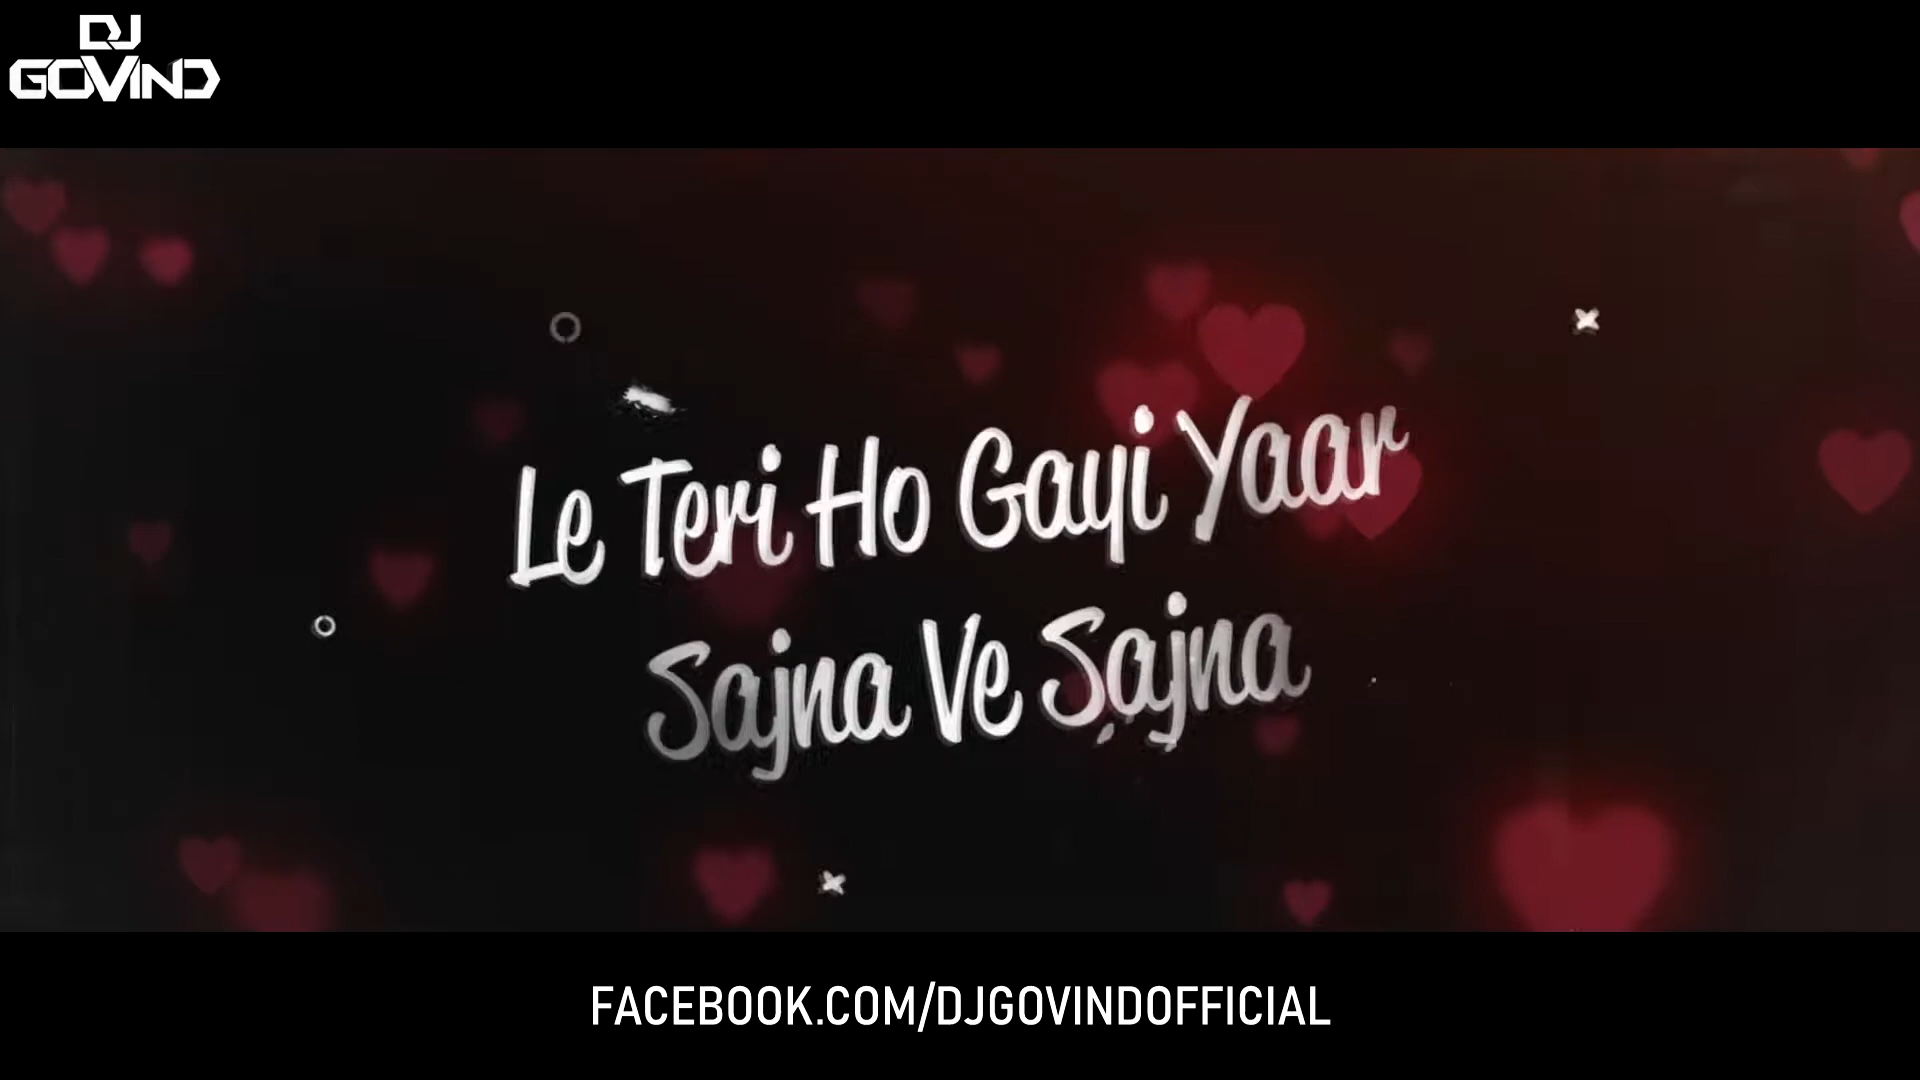 DJ
GOVIND
Le Teri Ho Gayi Yaar
Sajna Ve Sajna
FACEBOOK.COM/DJGOVINDOFFICIAL